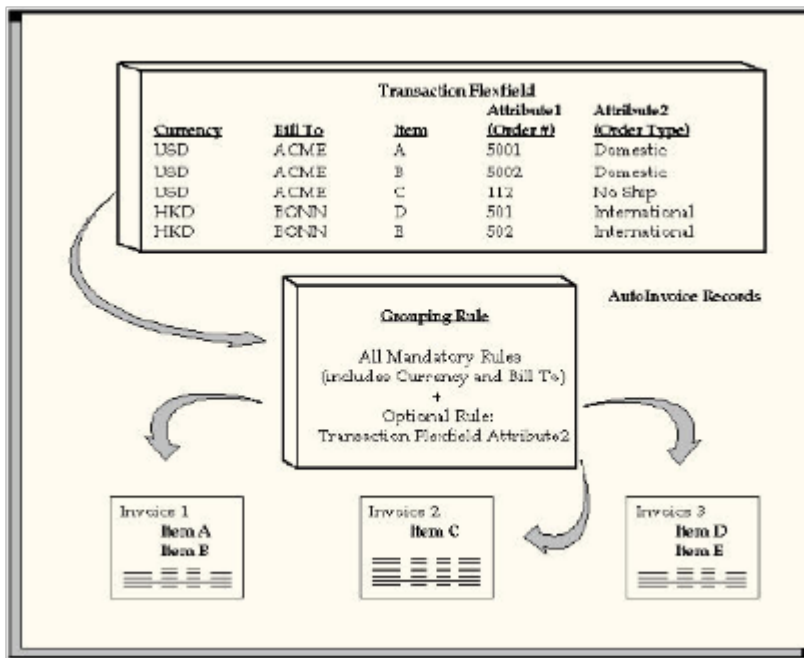 Transaction Flexfield
Attribute1 Attribute2
Currency Bill To Item (Order #) (Order Type)
USD ACME A 5001 Domestic
USD ACME B 5002 Domestic
USD ACME C 112 No Ship
HKD BONN D 501 International
HKD BONN E 502 International
AutoInvoice Records
Grouping Rule
All Mandatory Rules
(includes Currency and Bill To)
+
Optional Rule:
Transaction Flexfield Attribute2
Invoice 1
Item A
Item B
Invoice 2
Item C
Invoice 3
Item D
Item E